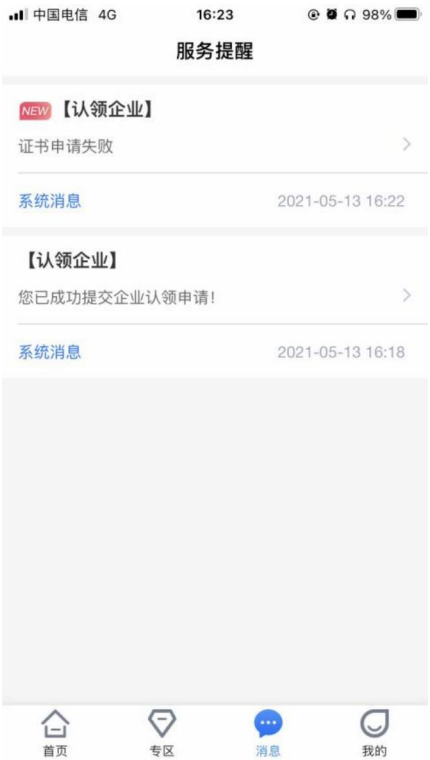 中国电信 4G 16:23 98%
服务提醒
NEW 【认领企业】
证书申请失败
系统消息 2021-05-13 16:22
【认领企业】
您已成功提交企业认领申请！
系统消息 2021-05-13 16:18
首页 专区 消息 我的